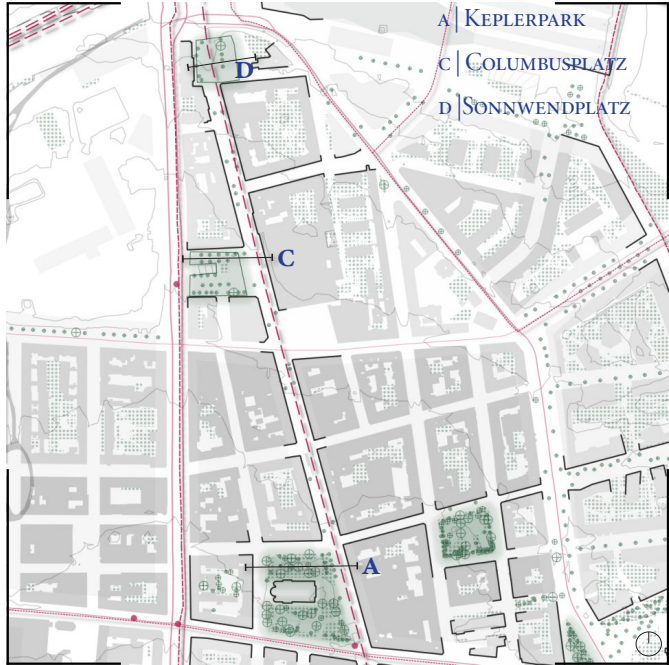 A | KEPLERPARK
C | COLUMBUSPLATZ
D |SONNWENDPLATZ
D
C
A